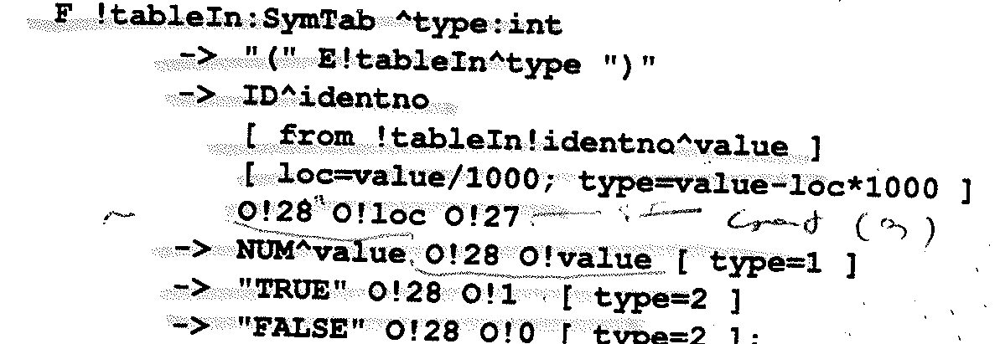 F !tableIn:SymTab ^type:int
-> "(" E!tableIn^type ")"
-> ID^identno
[ from !tableIn!identno^value ]
[ loc=value/1000; type=value-loc*1000 ]
O!28 O!loc O!27
-> NUM^value O!28 O!value [ type=1 ]
-> "TRUE" O!28 O!1 [ type=2 ]
-> "FALSE" O!28 O!0 [ type=2 ];